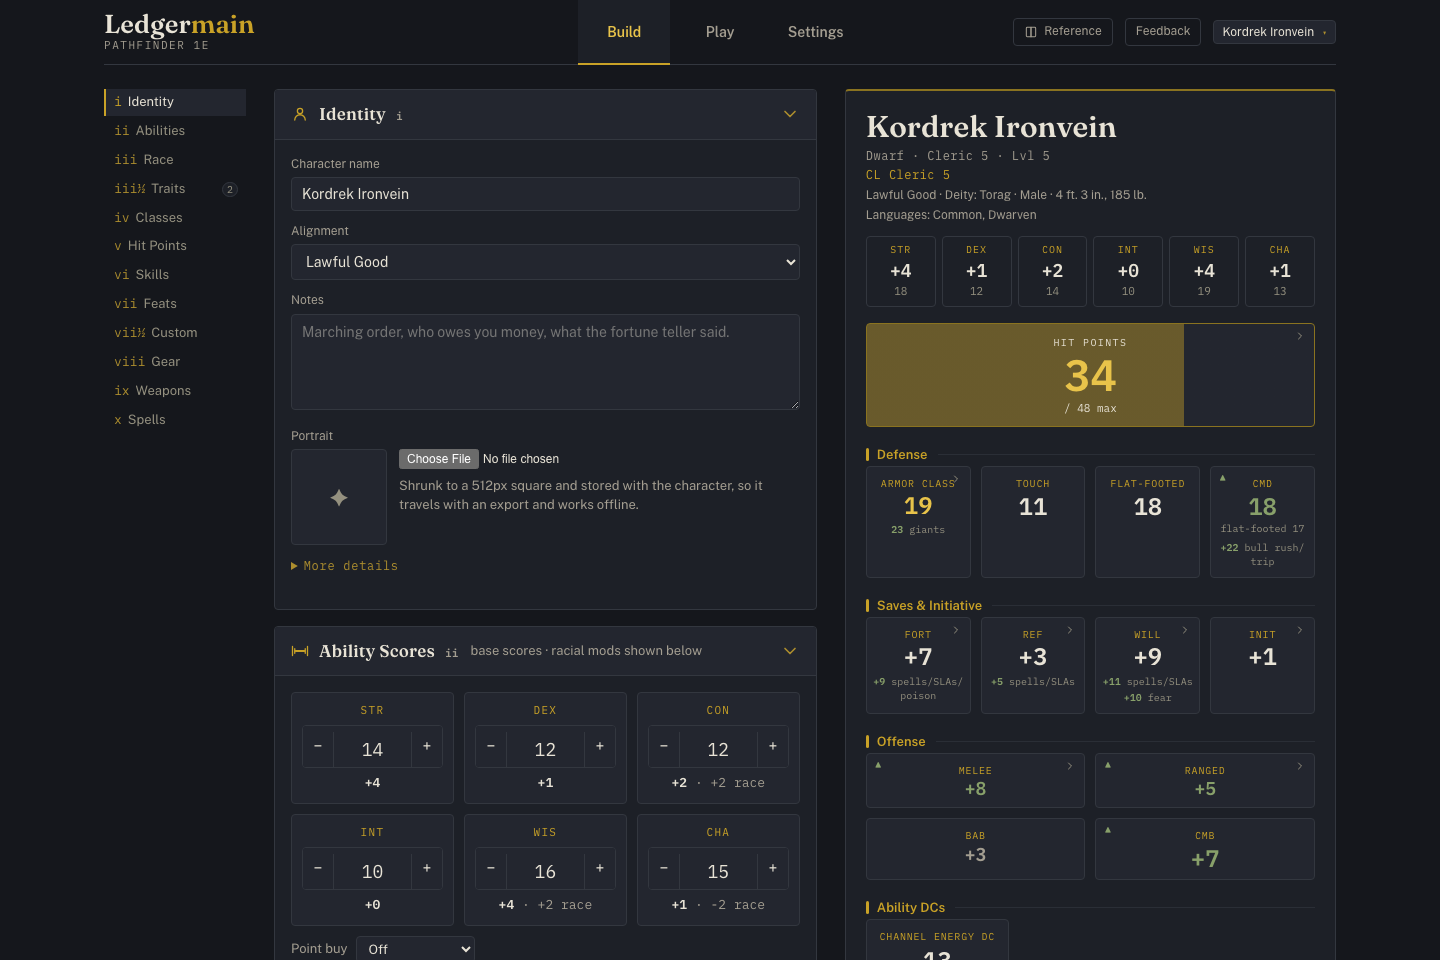 Ledgermain
PATHFINDER 1E
Build
Play
Settings
Reference
Feedback
Kordrek Ironvein
i Identity
ii Abilities
iii Race
iii½ Traits 2
iv Classes
v Hit Points
vi Skills
vii Feats
vii½ Custom
viii Gear
ix Weapons
x Spells
Identity i
Character name
Kordrek Ironvein
Alignment
Lawful Good
Notes
Marching order, who owes you money, what the fortune teller said.
Portrait
Choose File No file chosen
Shrunk to a 512px square and stored with the character, so it
travels with an export and works offline.
More details
Ability Scores ii base scores · racial mods shown below
STR DEX CON
− 14 + − 12 + − 12 +
+4 +1 +2 · +2 race
INT WIS CHA
− 10 + − 16 + − 15 +
+0 +4 · +2 race +1 · -2 race
Point buy Off
Kordrek Ironvein
Dwarf · Cleric 5 · Lvl 5
CL Cleric 5
Lawful Good · Deity: Torag · Male · 4 ft. 3 in., 185 lb.
Languages: Common, Dwarven
STR DEX CON INT WIS CHA
+4 +1 +2 +0 +4 +1
18 12 14 10 19 13
HIT POINTS
34
/ 48 max
Defense
ARMOR CLASS TOUCH FLAT-FOOTED CMD
19 11 18 18
23 giants flat-footed 17
+22 bull rush/
trip
Saves & Initiative
FORT REF WILL INIT
+7 +3 +9 +1
+9 spells/SLAs/ +5 spells/SLAs +11 spells/SLAs
poison +10 fear
Offense
MELEE RANGED
+8 +5
BAB CMB
+3 +7
Ability DCs
CHANNEL ENERGY DC
13